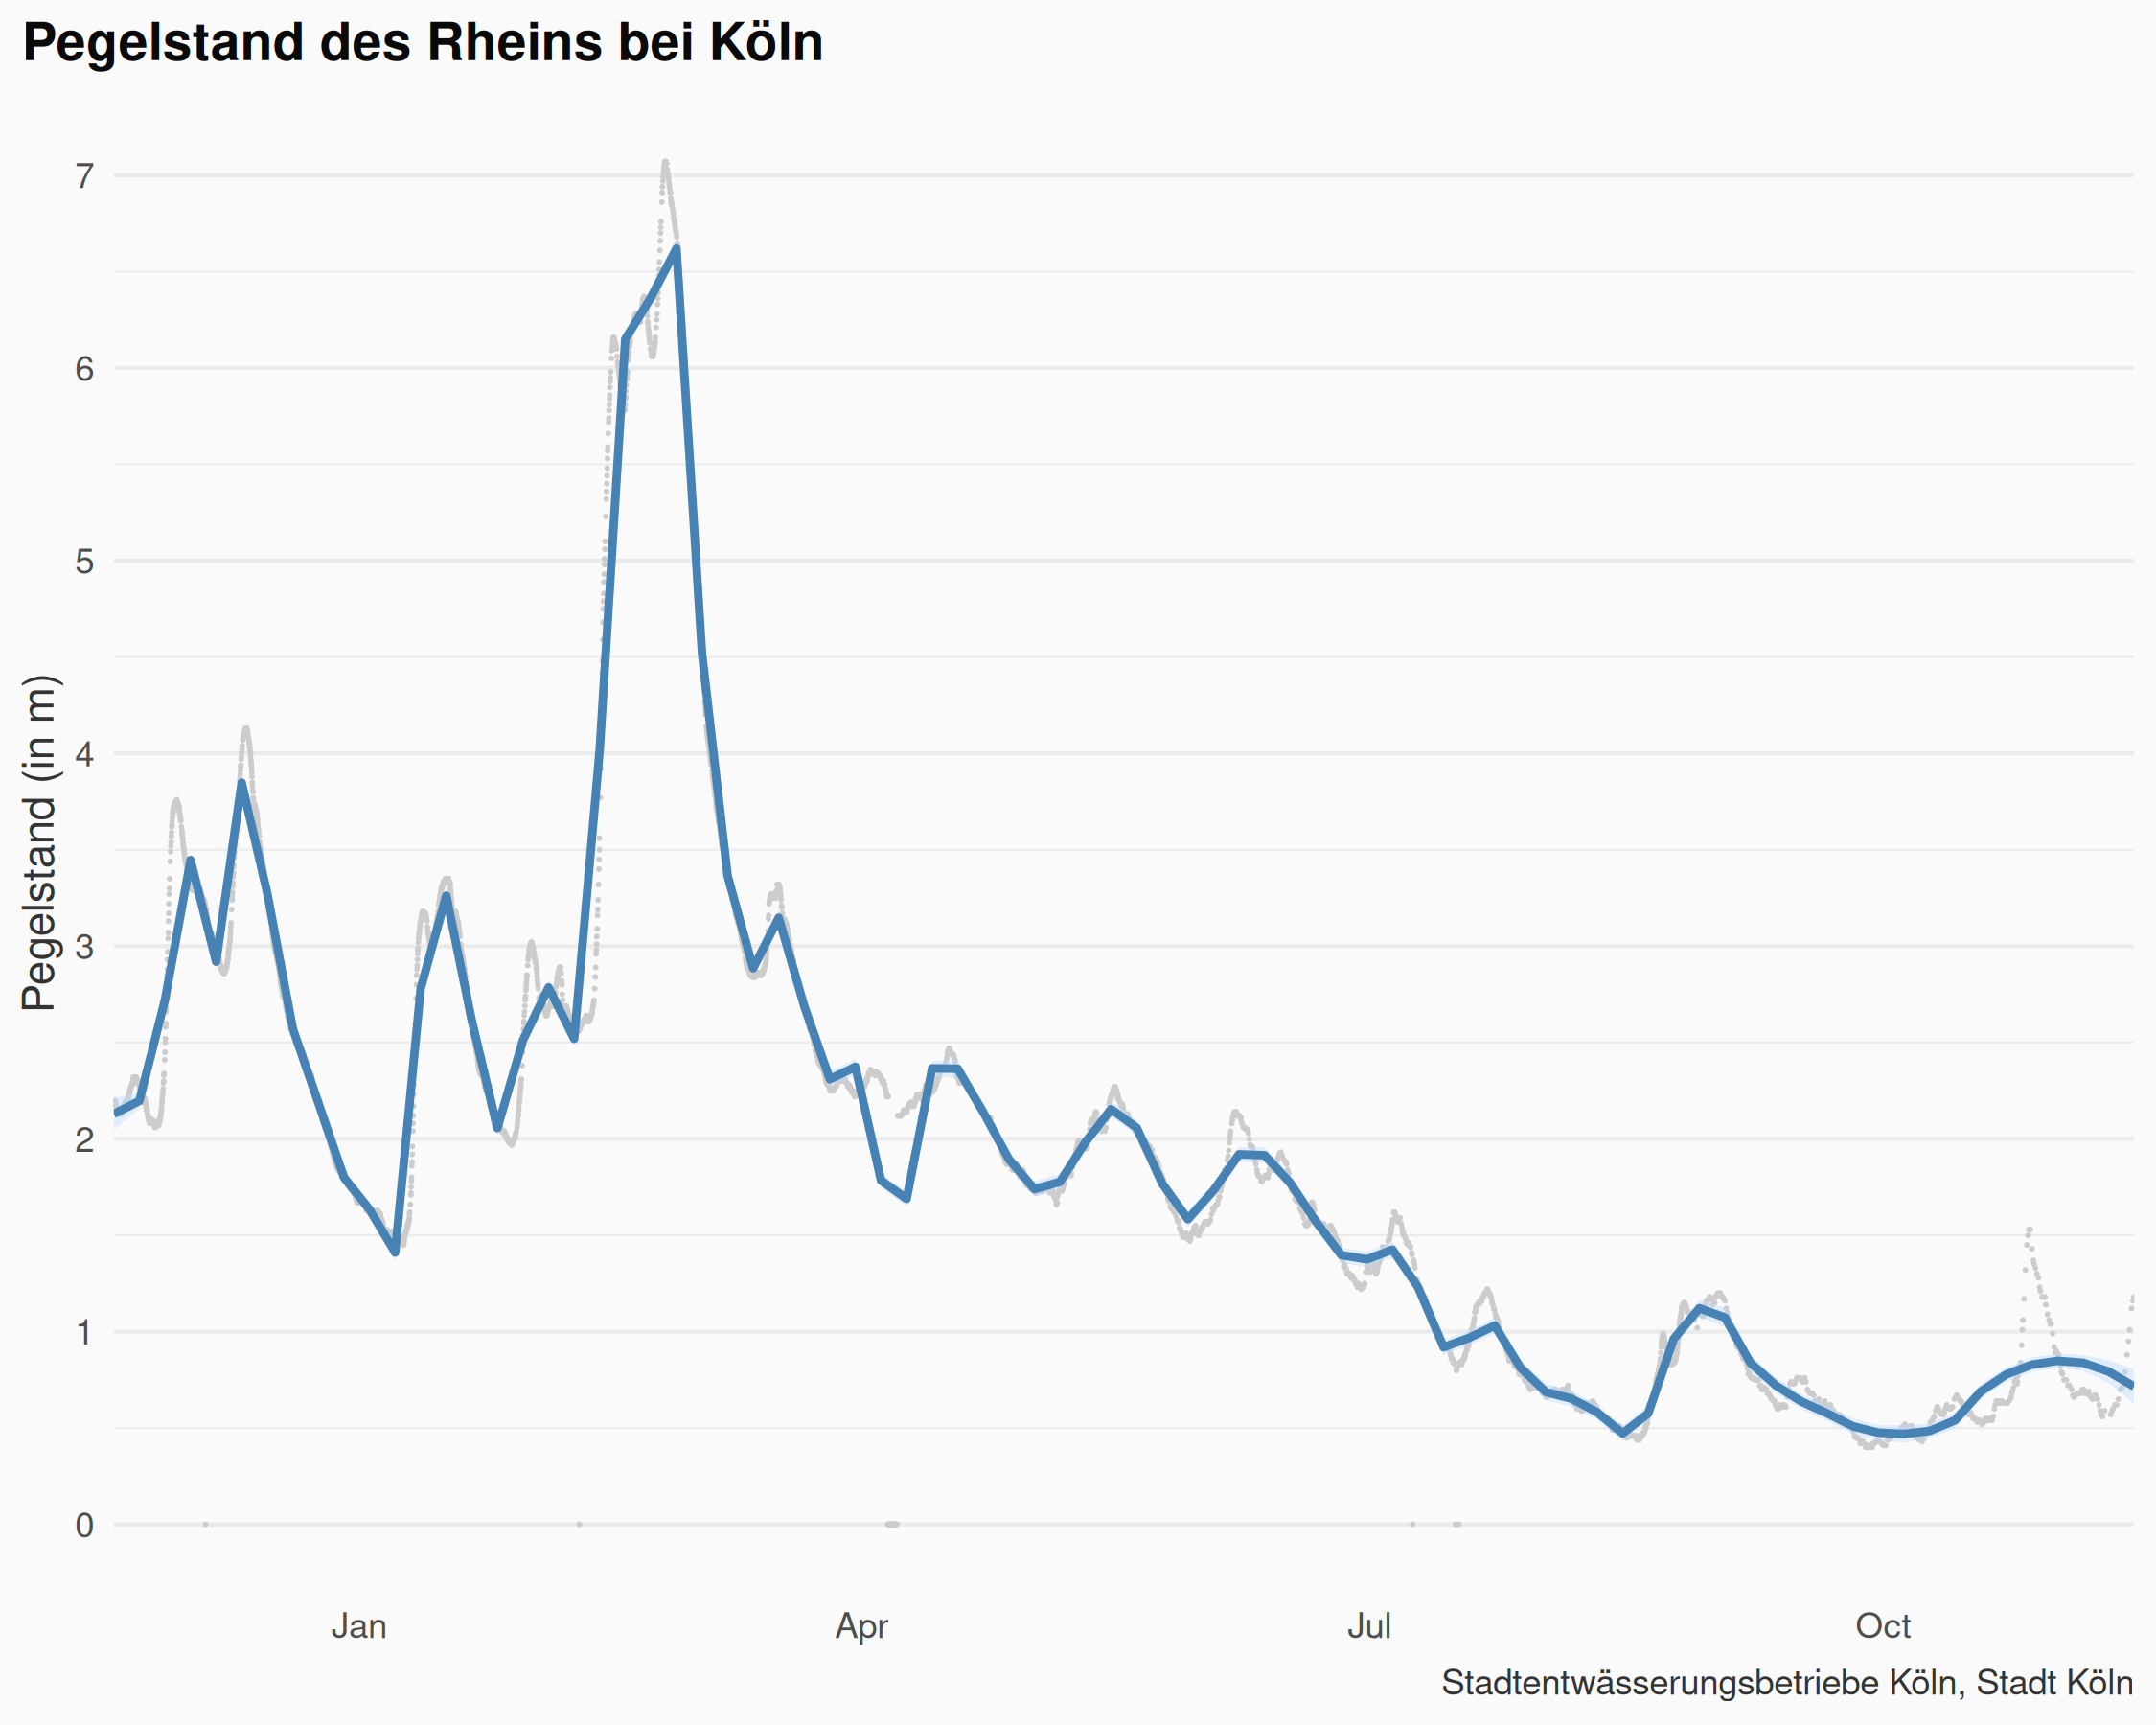 Pegelstand des Rheins bei Köln
Pegelstand (in m)
7
6
5
4
3
2
1
0
Jan Apr Jul Oct
Stadtentwässerungsbetriebe Köln, Stadt Köln